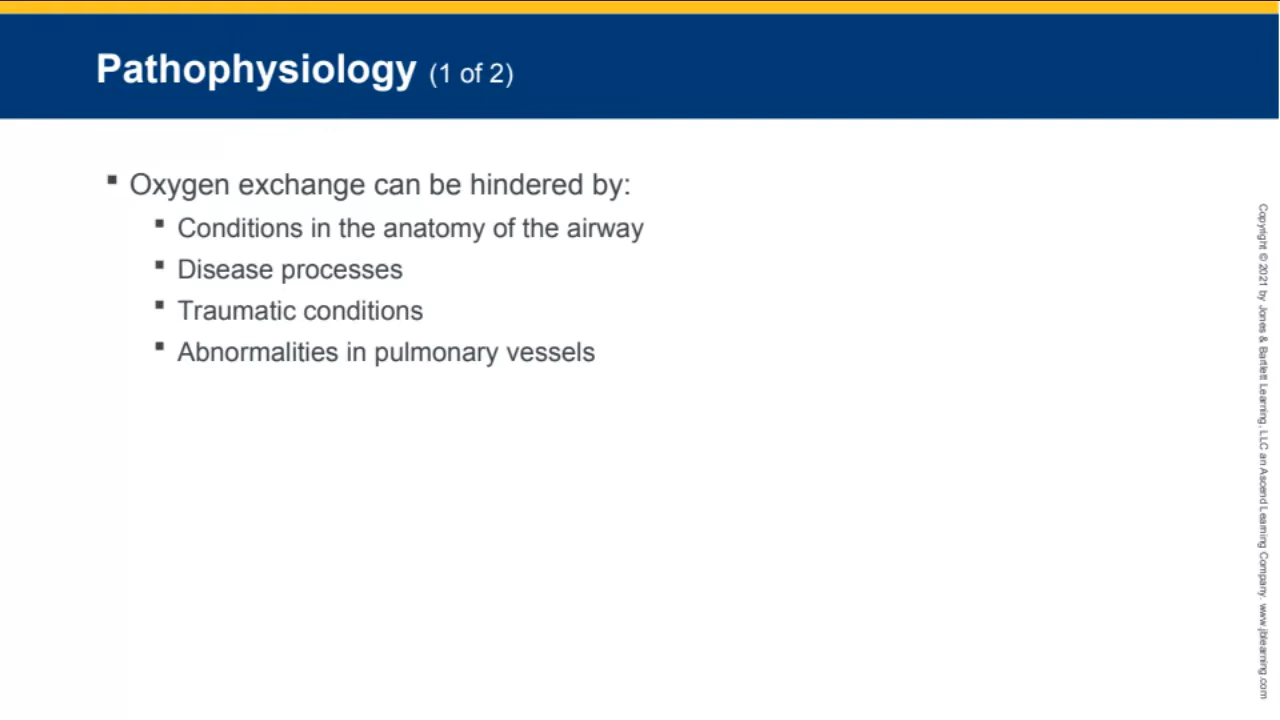 Pathophysiology (1 of 2)
▪ Oxygen exchange can be hindered by:
▪ Conditions in the anatomy of the airway
▪ Disease processes
▪ Traumatic conditions
▪ Abnormalities in pulmonary vessels
Copyright © 2021 by Jones & Bartlett Learning, LLC an Ascend Learning Company. www.jblearning.com